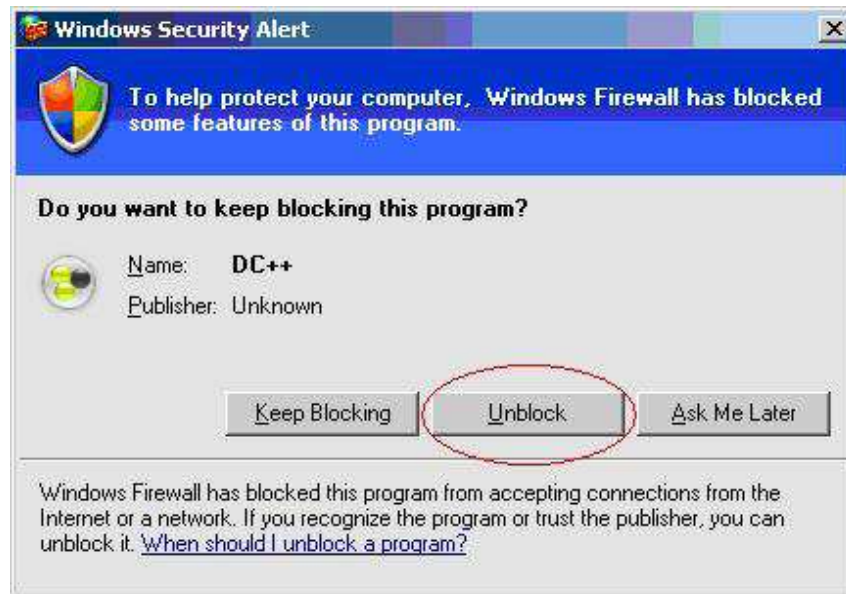 Windows Security Alert
To help protect your computer, Windows Firewall has blocked
some features of this program.
Do you want to keep blocking this program?
Name: DC++
Publisher: Unknown
Keep Blocking Unblock Ask Me Later
Windows Firewall has blocked this program from accepting connections from the
Internet or a network. If you recognize the program or trust the publisher, you can
unblock it. When should I unblock a program?